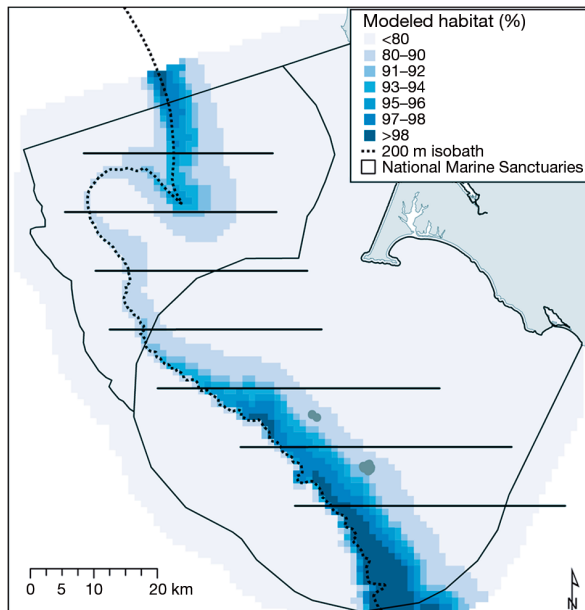 Modeled habitat (%)
<80
80–90
91–92
93–94
95–96
97–98
>98
200 m isobath
National Marine Sanctuaries
0 5 10 20 km
N